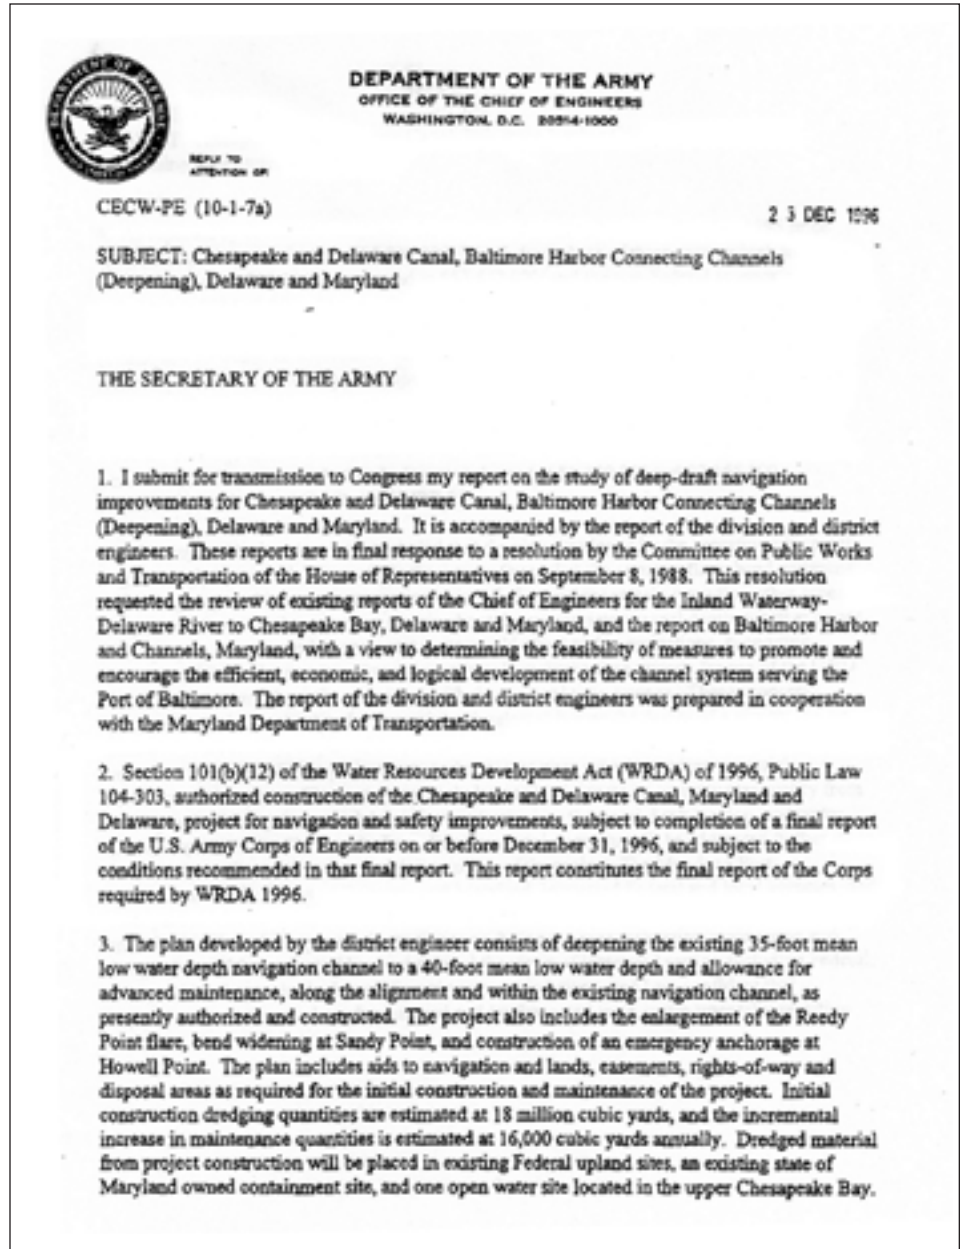 DEPARTMENT OF THE ARMY
OFFICE OF THE CHIEF OF ENGINEERS
WASHINGTON, D.C. 20314-1000
REPLY TO
ATTENTION OF:
CECW-PE (10-1-7a)
23 DEC 1996
SUBJECT: Chesapeake and Delaware Canal, Baltimore Harbor Connecting Channels
(Deepening), Delaware and Maryland
THE SECRETARY OF THE ARMY
1. I submit for transmission to Congress my report on the study of deep-draft navigation
improvements for Chesapeake and Delaware Canal, Baltimore Harbor Connecting Channels
(Deepening), Delaware and Maryland. It is accompanied by the report of the division and district
engineers. These reports are in final response to a resolution by the Committee on Public Works
and Transportation of the House of Representatives on September 8, 1988. This resolution
requested the review of existing reports of the Chief of Engineers for the Inland Waterway-
Delaware River to Chesapeake Bay, Delaware and Maryland, and the report on Baltimore Harbor
and Channels, Maryland, with a view to determining the feasibility of measures to promote and
encourage the efficient, economic, and logical development of the channel system serving the
Port of Baltimore. The report of the division and district engineers was prepared in cooperation
with the Maryland Department of Transportation.
2. Section 101(b)(12) of the Water Resources Development Act (WRDA) of 1996, Public Law
104-303, authorized construction of the Chesapeake and Delaware Canal, Maryland and
Delaware, project for navigation and safety improvements, subject to completion of a final report
of the U.S. Army Corps of Engineers on or before December 31, 1996, and subject to the
conditions recommended in that final report. This report constitutes the final report of the Corps
required by WRDA 1996.
3. The plan developed by the district engineer consists of deepening the existing 35-foot mean
low water depth navigation channel to a 40-foot mean low water depth and allowance for
advanced maintenance, along the alignment and within the existing navigation channel, as
presently authorized and constructed. The project also includes the enlargement of the Reedy
Point flare, bend widening at Sandy Point, and construction of an emergency anchorage at
Howell Point. The plan includes aids to navigation and lands, easements, rights-of-way and
disposal areas as required for the initial construction and maintenance of the project. Initial
construction dredging quantities are estimated at 18 million cubic yards, and the incremental
increase in maintenance quantities is estimated at 16,000 cubic yards annually. Dredged material
from project construction will be placed in existing Federal upland sites, an existing state of
Maryland owned containment site, and one open water site located in the upper Chesapeake Bay.